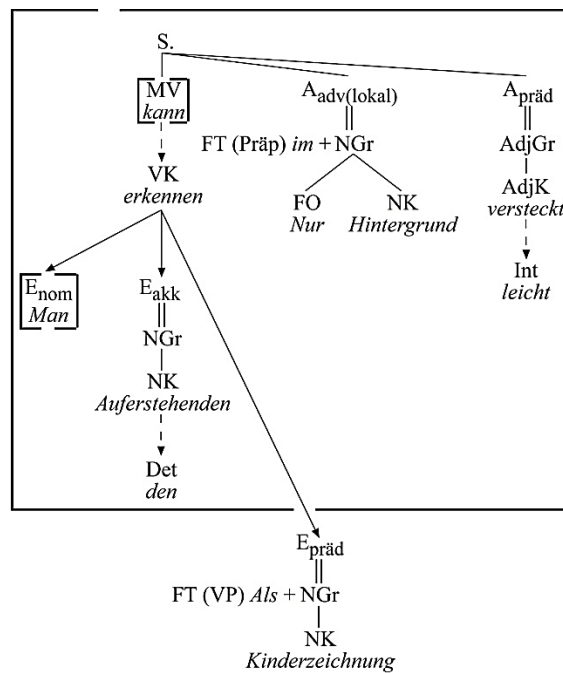 S.
MV A adv(lokal) A präd
kann
FT (Präp) im + NGr AdjGr
VK AdjK
erkennen FO NK versteckt
Nur Hintergrund
Int
E nom E akk leicht
Man
NGr
NK
Auferstehenden
Det
den
E präd
FT (VP) Als + NGr
NK
Kinderzeichnung